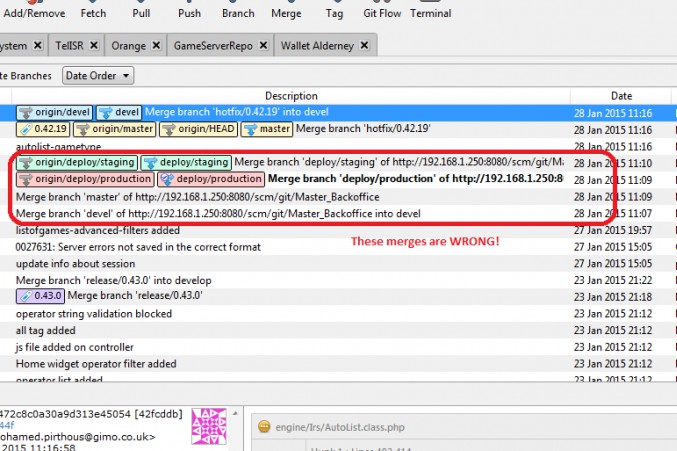 Add/Remove Fetch Pull Push Branch Merge Tag Git Flow Terminal
ystem TellSR Orange GameServerRepo Wallet Alderney
te Branches Date Order
Description Date
origin/devel devel Merge branch 'hotfix/0.42.19' into devel 28 Jan 2015 11:16
0.42.19 origin/master origin/HEAD master Merge branch 'hotfix/0.42.19' 28 Jan 2015 11:16
autolist-gametype 28 Jan 2015 11:16
origin/deploy/staging deploy/staging Merge branch 'deploy/staging' of http://192.168.1.250:8080/scm/git/Ma 28 Jan 2015 11:10
origin/deploy/production deploy/production Merge branch 'deploy/production' of http://192.168.1.250:8 28 Jan 2015 11:09
Merge branch 'master' of http://192.168.1.250:8080/scm/git/Master_Backoffice 28 Jan 2015 11:09
Merge branch 'devel' of http://192.168.1.250:8080/scm/git/Master_Backoffice into devel 28 Jan 2015 11:07
listofgames-advanced-filters added 27 Jan 2015 19:57
These merges are WRONG!
0027631: Server errors not saved in the correct format 27 Jan 2015 15:05
update info about session 27 Jan 2015 15:05
Merge branch 'release/0.43.0' into develop 23 Jan 2015 21:22
0.43.0 Merge branch 'release/0.43.0' 23 Jan 2015 21:18
operator string validation blocked 23 Jan 2015 21:12
all tag added 23 Jan 2015 21:12
js file added on controller 23 Jan 2015 21:12
Home widget operator filter added 23 Jan 2015 21:12
operator list added 23 Jan 2015 21:12
472c8c0a30a9d313e45054 [42fcddb]
44f
ohamed.pirthous@gimo.co.uk>
2015 11:16:58
engine/Irs/AutoList.class.php